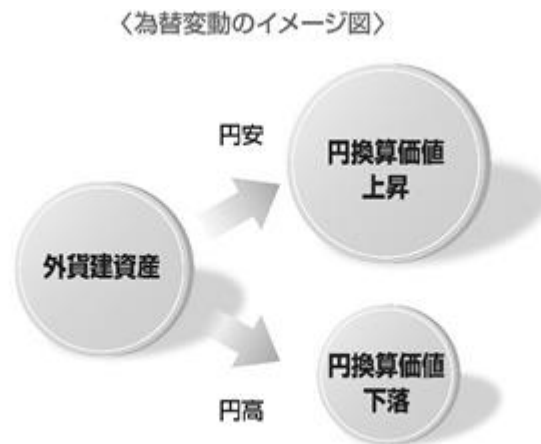 〈為替変動のイメージ図〉
円安
円換算価値
上昇
外貨建資産
円換算価値
下落
円高